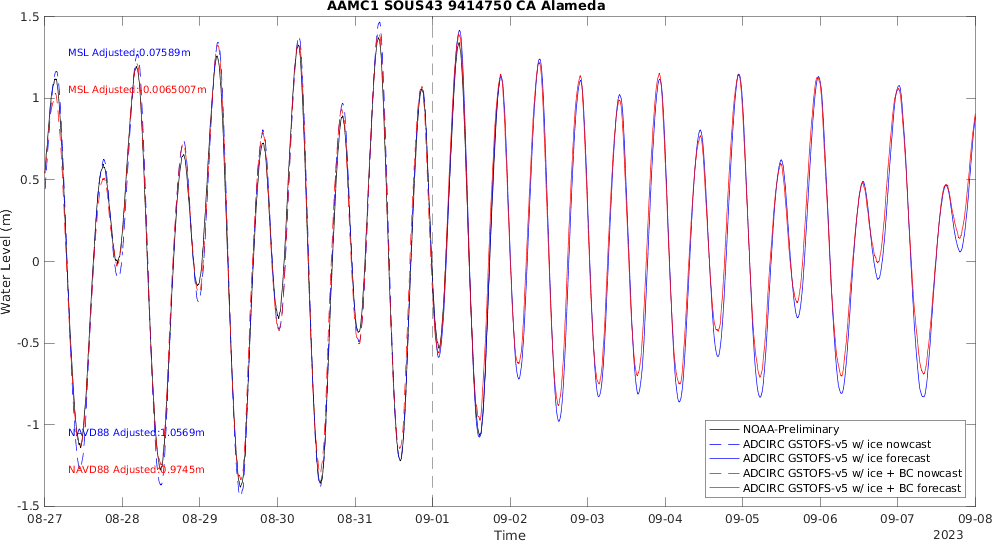 AAMC1 SOUS43 9414750 CA Alameda
1.5
1
0.5
0
-0.5
-1
-1.5
Water Level (m)
MSL Adjusted:0.07589m
MSL Adjusted:-0.0065007m
NAVD88 Adjusted:1.0569m
NAVD88 Adjusted:0.9745m
NOAA-Preliminary
ADCIRC GSTOFS-v5 w/ ice nowcast
ADCIRC GSTOFS-v5 w/ ice forecast
ADCIRC GSTOFS-v5 w/ ice + BC nowcast
ADCIRC GSTOFS-v5 w/ ice + BC forecast
08-27 08-28 08-29 08-30 08-31 09-01 09-02 09-03 09-04 09-05 09-06 09-07 09-08
Time
2023